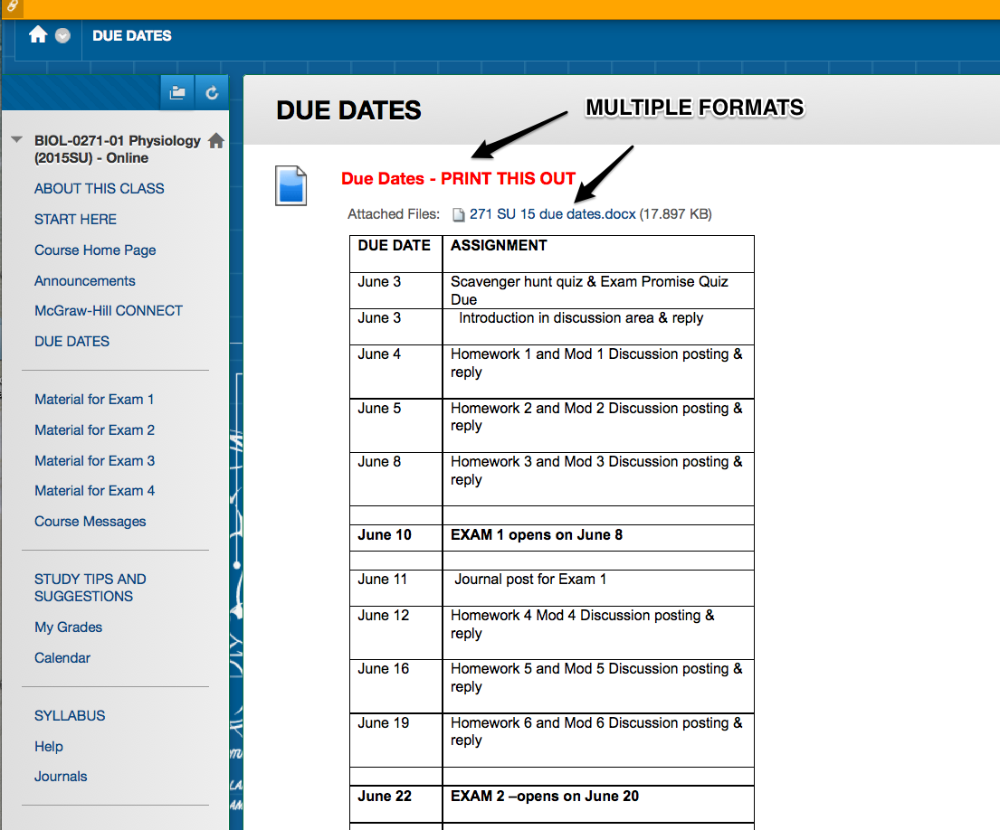 DUE DATES
BIOL-0271-01 Physiology
(2015SU) - Online
ABOUT THIS CLASS
START HERE
Course Home Page
Announcements
McGraw-Hill CONNECT
DUE DATES
Material for Exam 1
Material for Exam 2
Material for Exam 3
Material for Exam 4
Course Messages
STUDY TIPS AND
SUGGESTIONS
My Grades
Calendar
SYLLABUS
Help
Journals
DUE DATES
MULTIPLE FORMATS
Due Dates - PRINT THIS OUT
Attached Files: 271 SU 15 due dates.docx (17.897 KB)
DUE DATE ASSIGNMENT
June 3 Scavenger hunt quiz & Exam Promise Quiz
Due
June 3 Introduction in discussion area & reply
June 4 Homework 1 and Mod 1 Discussion posting &
reply
June 5 Homework 2 and Mod 2 Discussion posting &
reply
June 8 Homework 3 and Mod 3 Discussion posting &
reply
June 10 EXAM 1 opens on June 8
June 11 Journal post for Exam 1
June 12 Homework 4 Mod 4 Discussion posting &
reply
June 16 Homework 5 and Mod 5 Discussion posting &
reply
June 19 Homework 6 and Mod 6 Discussion posting &
reply
June 22 EXAM 2 –opens on June 20